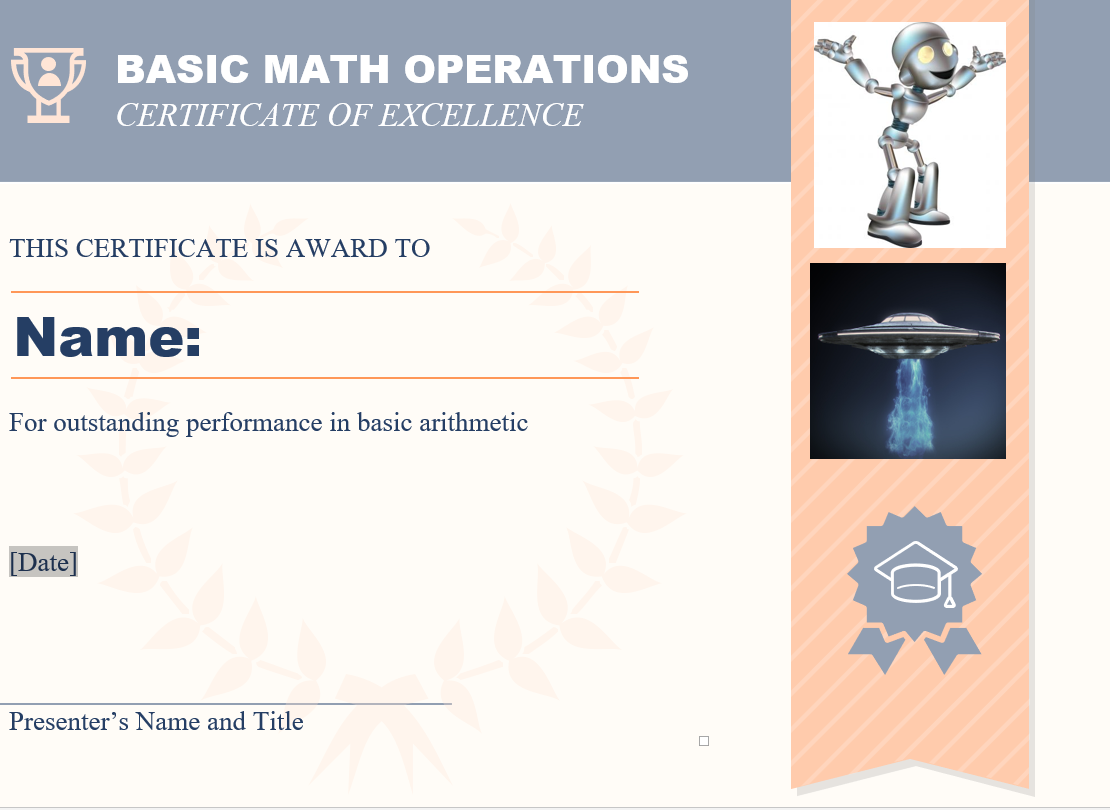 BASIC MATH OPERATIONS
CERTIFICATE OF EXCELLENCE
THIS CERTIFICATE IS AWARD TO
Name:
For outstanding performance in basic arithmetic
[Date]
Presenter’s Name and Title